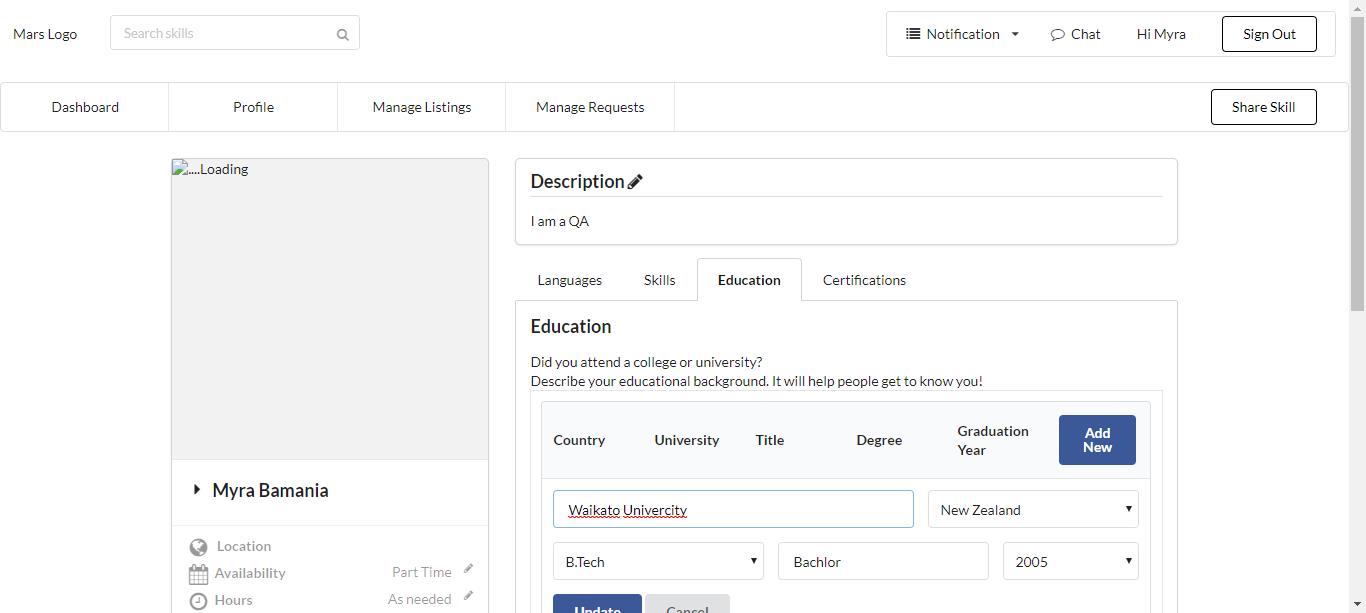 Mars Logo
Search skills
Notification
Chat
Hi Myra
Sign Out
Dashboard
Profile
Manage Listings
Manage Requests
Share Skill
....Loading
Myra Bamania
Location
Availability
Part Time
Hours
As needed
Description
I am a QA
Languages
Skills
Education
Certifications
Education
Did you attend a college or university?
Describe your educational background. It will help people get to know you!
Country
University
Title
Degree
Graduation
Year
Add
New
Waikato Univercity
New Zealand
B.Tech
Bachlor
2005
Update
Cancel